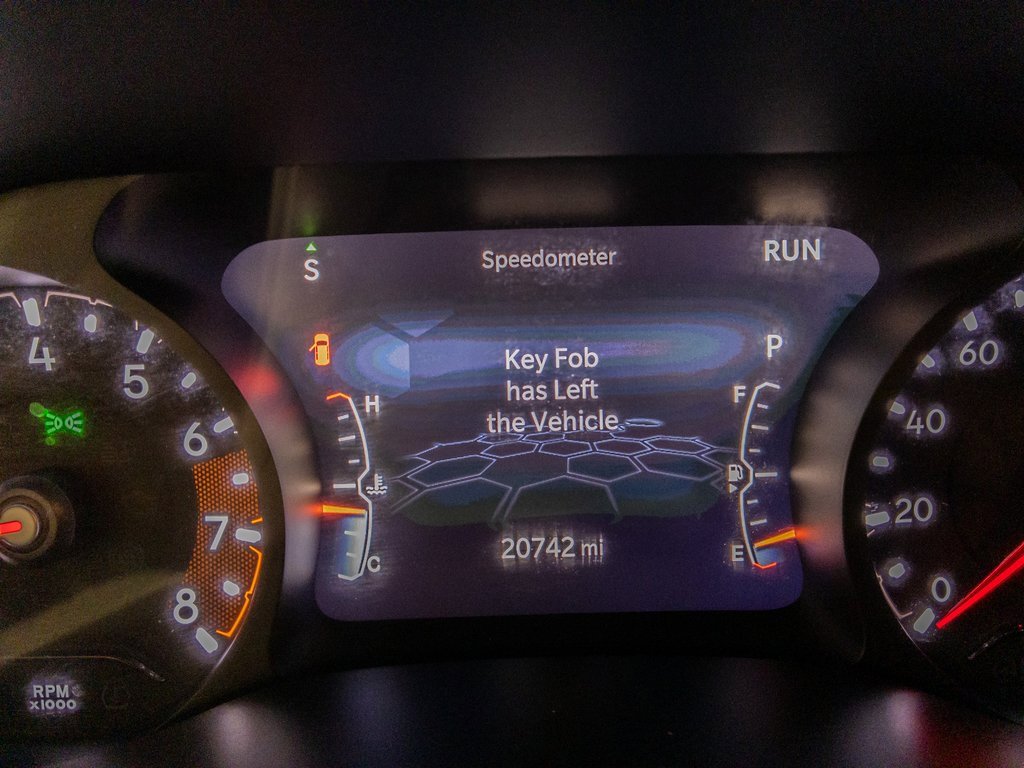 S
Speedometer
RUN
Key Fob
has Left
the Vehicle
P
H
C
F
E
20742 mi
4
5
6
7
8
RPM
x1000
60
40
20
0